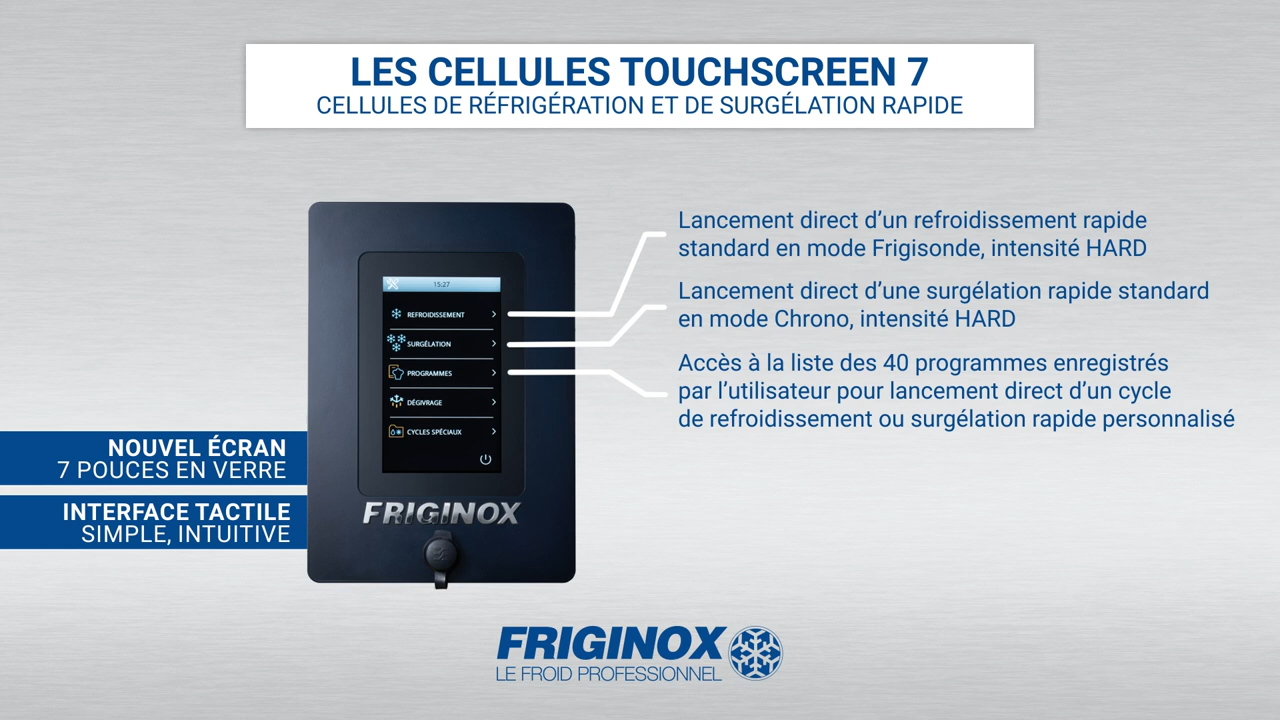 LES CELLULES TOUCHSCREEN 7
CELLULES DE RÉFRIGÉRATION ET DE SURGÉLATION RAPIDE
Lancement direct d’un refroidissement rapide
standard en mode Frigisonde, intensité HARD
Lancement direct d’une surgélation rapide standard
en mode Chrono, intensité HARD
Accès à la liste des 40 programmes enregistrés
par l’utilisateur pour lancement direct d’un cycle
de refroidissement ou surgélation rapide personnalisé
15:27
REFROIDISSEMENT
SURGÉLATION
PROGRAMMES
DÉGIVRAGE
CYCLES SPÉCIAUX
FRIGINOX
NOUVEL ÉCRAN
7 POUCES EN VERRE
INTERFACE TACTILE
SIMPLE, INTUITIVE
FRIGINOX
LE FROID PROFESSIONNEL